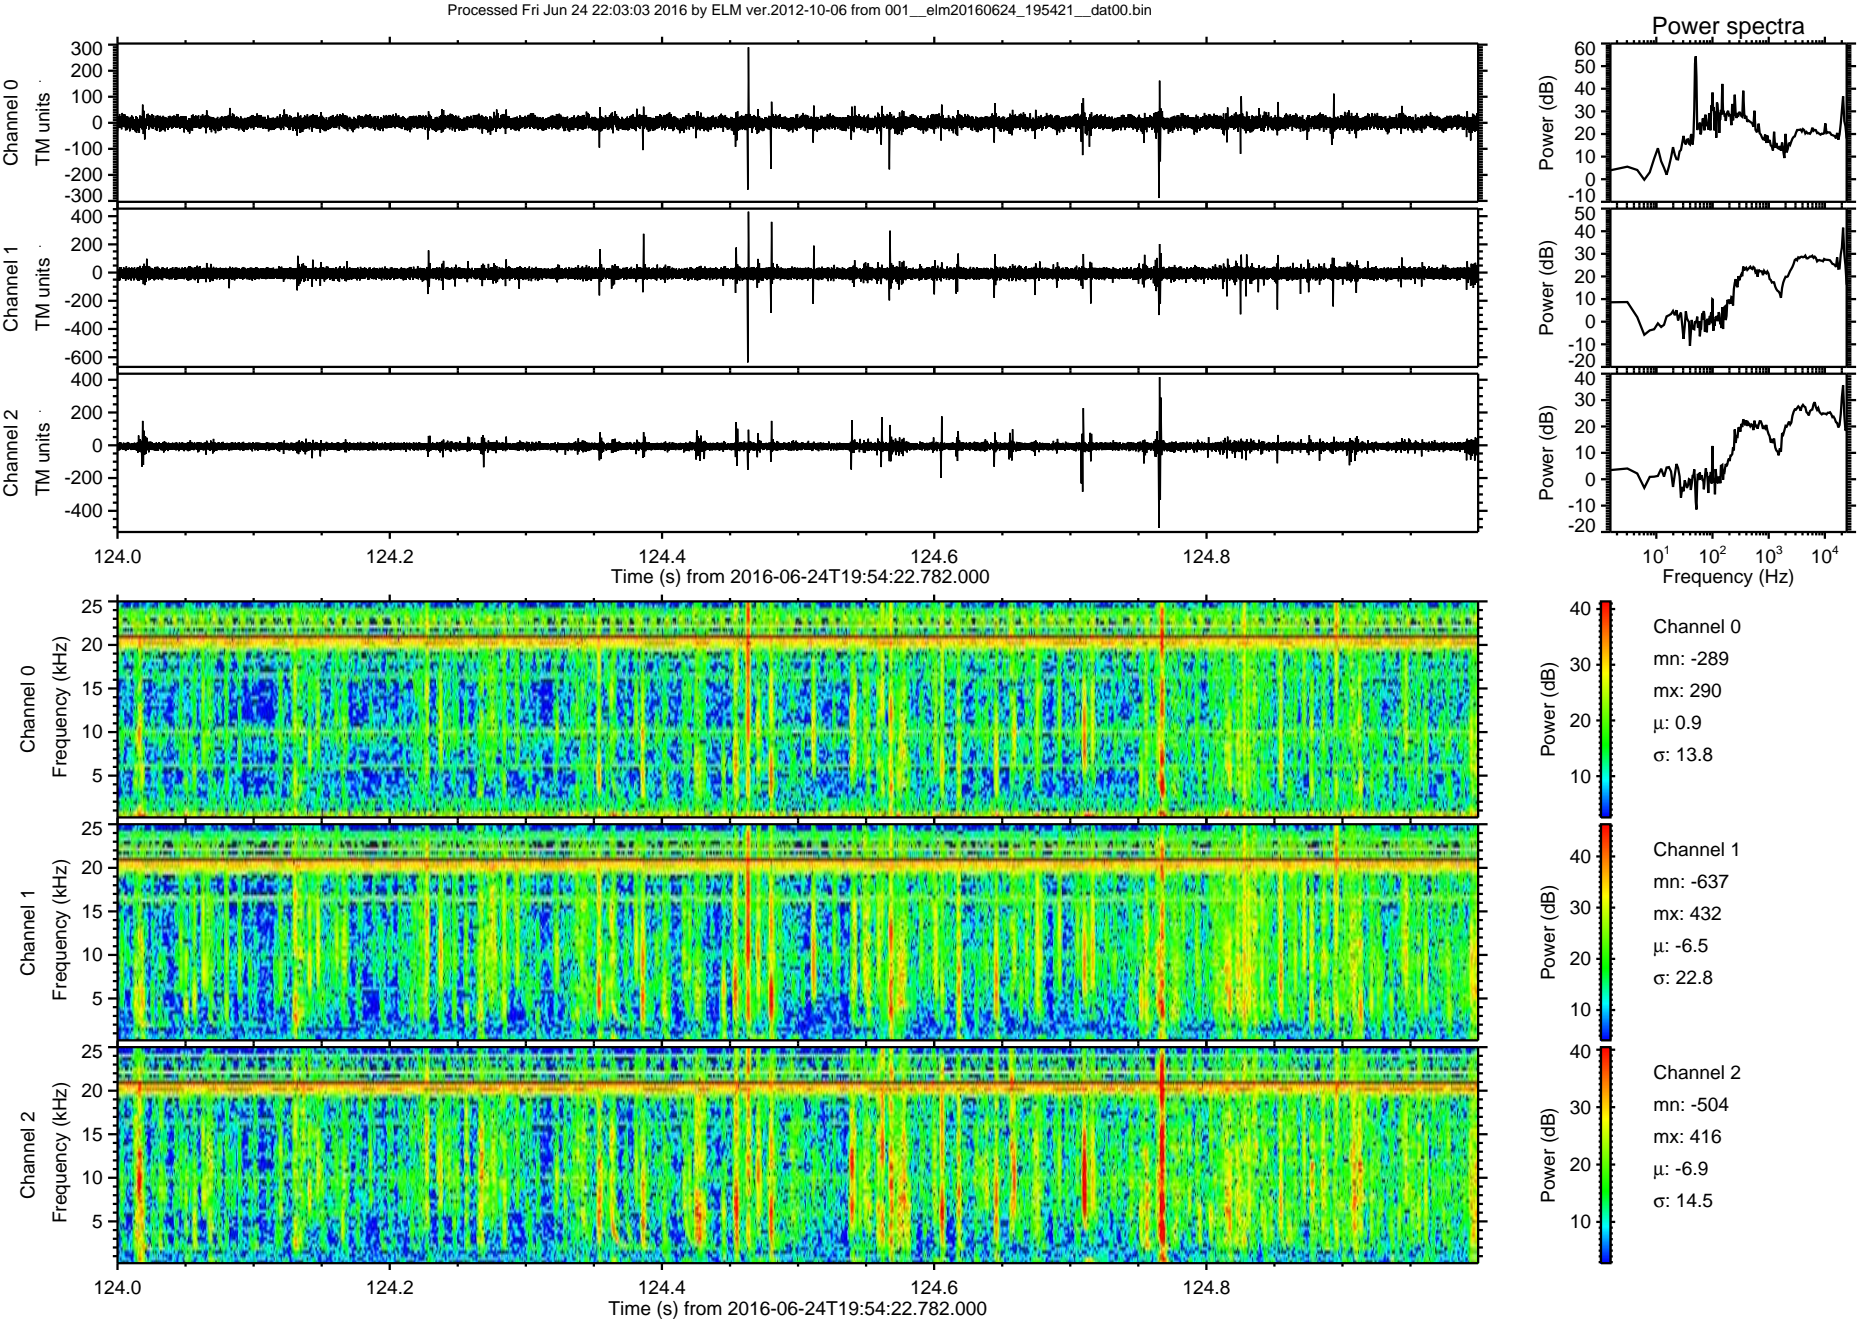 Processed Fri Jun 24 22:03:03 2016 by ELM ver.2012-10-06 from 001__elm20160624_195421__dat00.bin
Power spectra
Channel 0
TM units
300
200
100
0
-100
-200
-300
Power (dB)
60
50
40
30
20
10
0
-10
Channel 1
TM units
400
200
0
-200
-400
-600
Power (dB)
50
40
30
20
10
0
-10
-20
Channel 2
TM units
400
200
0
-200
-400
Power (dB)
40
30
20
10
0
-10
-20
124.0 124.2 124.4 124.6 124.8
Time (s) from 2016-06-24T19:54:22.782.000
10¹ 10² 10³ 10⁴
Frequency (Hz)
Channel 0
Frequency (kHz)
25
20
15
10
5
Power (dB)
40
30
20
10
Channel 0
mn: -289
mx: 290
μ: 0.9
σ: 13.8
Channel 1
Frequency (kHz)
25
20
15
10
5
Power (dB)
40
30
20
10
Channel 1
mn: -637
mx: 432
μ: -6.5
σ: 22.8
Channel 2
Frequency (kHz)
25
20
15
10
5
Power (dB)
40
30
20
10
Channel 2
mn: -504
mx: 416
μ: -6.9
σ: 14.5
124.0 124.2 124.4 124.6 124.8
Time (s) from 2016-06-24T19:54:22.782.000